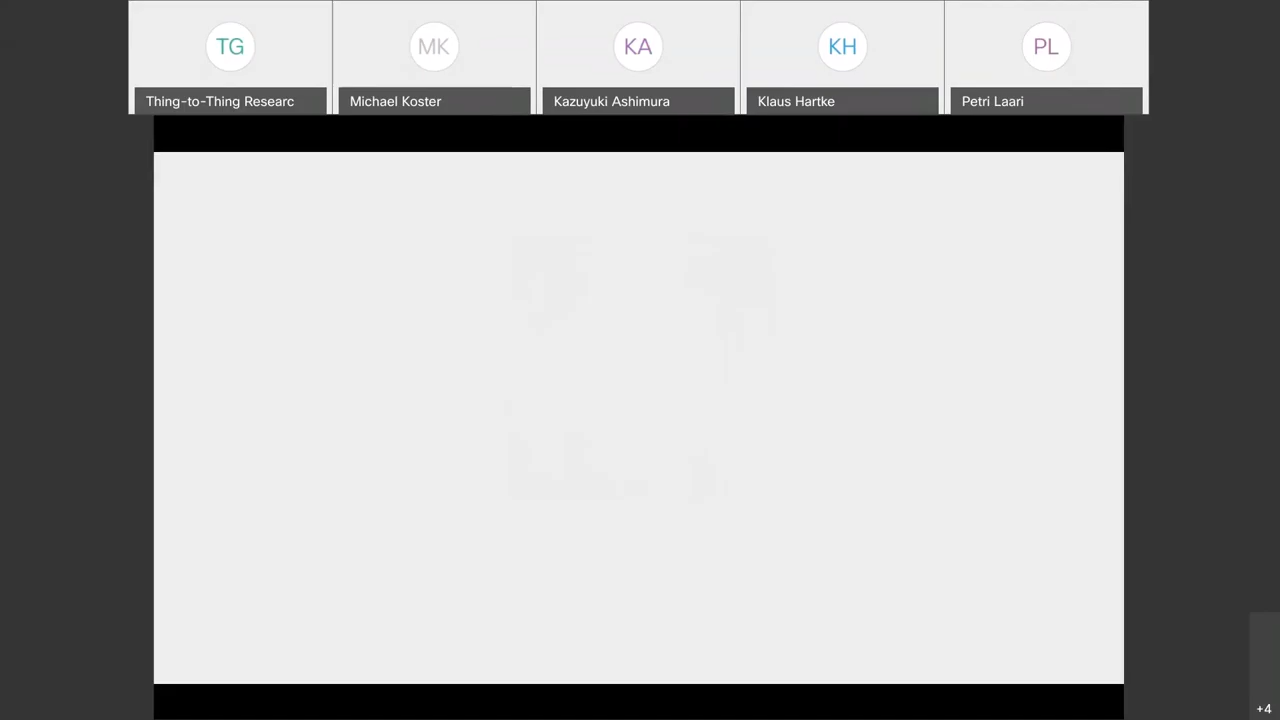 TG
MK
KA
KH
PL
Thing-to-Thing Researc
Michael Koster
Kazuyuki Ashimura
Klaus Hartke
Petri Laari
+4